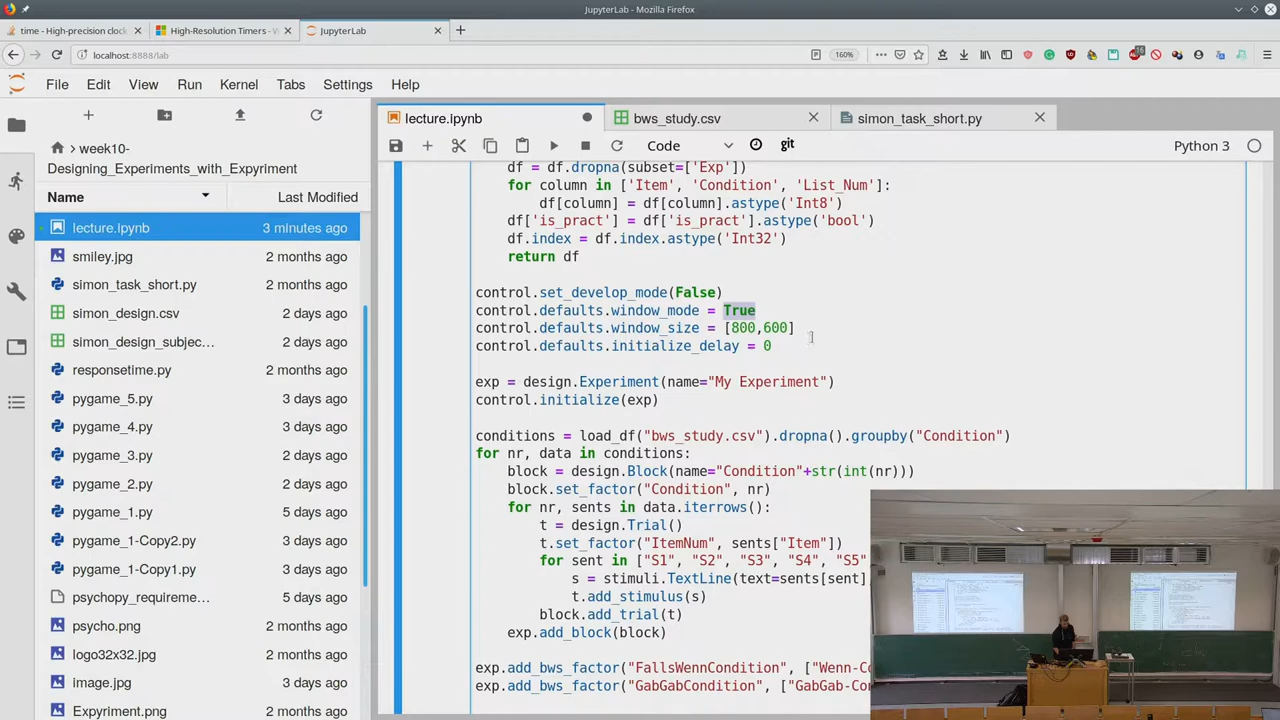 JupyterLab - Mozilla Firefox
time - High-precision clock
High-Resolution Timers - W
JupyterLab
localhost:8888/lab
160%
16
File Edit View Run Kernel Tabs Settings Help
lecture.ipynb
bws_study.csv
simon_task_short.py
Code
git
Python 3
> week10-
Designing_Experiments_with_Expyriment
Name Last Modified
lecture.ipynb 3 minutes ago
smiley.jpg 2 months ago
simon_task_short.py 2 months ago
simon_design.csv 2 days ago
simon_design_subjec... 2 days ago
responsetime.py 2 months ago
pygame_5.py 3 days ago
pygame_4.py 3 days ago
pygame_3.py 2 days ago
pygame_2.py 2 days ago
pygame_1.py 5 days ago
pygame_1-Copy2.py 3 days ago
pygame_1-Copy1.py 3 days ago
psychopy_requireme... 5 days ago
psycho.png 2 months ago
logo32x32.jpg 2 months ago
image.jpg 3 days ago
Expyriment.png 2 months ago
df = df.dropna(subset=['Exp'])
for column in ['Item', 'Condition', 'List_Num']:
df[column] = df[column].astype('Int8')
df['is_pract'] = df['is_pract'].astype('bool')
df.index = df.index.astype('Int32')
return df
control.set_develop_mode(False)
control.defaults.window_mode = True
control.defaults.window_size = [800,600]
control.defaults.initialize_delay = 0
exp = design.Experiment(name="My Experiment")
control.initialize(exp)
conditions = load_df("bws_study.csv").dropna().groupby("Condition")
for nr, data in conditions:
block = design.Block(name="Condition"+str(int(nr)))
block.set_factor("Condition", nr)
for nr, sents in data.iterrows():
t = design.Trial()
t.set_factor("ItemNum", sents["Item"])
for sent in ["S1", "S2", "S3", "S4", "S5"
s = stimuli.TextLine(text=sents[sent]
t.add_stimulus(s)
block.add_trial(t)
exp.add_block(block)
exp.add_bws_factor("FallsWennCondition", ["Wenn-Co
exp.add_bws_factor("GabGabCondition", ["GabGab-Con